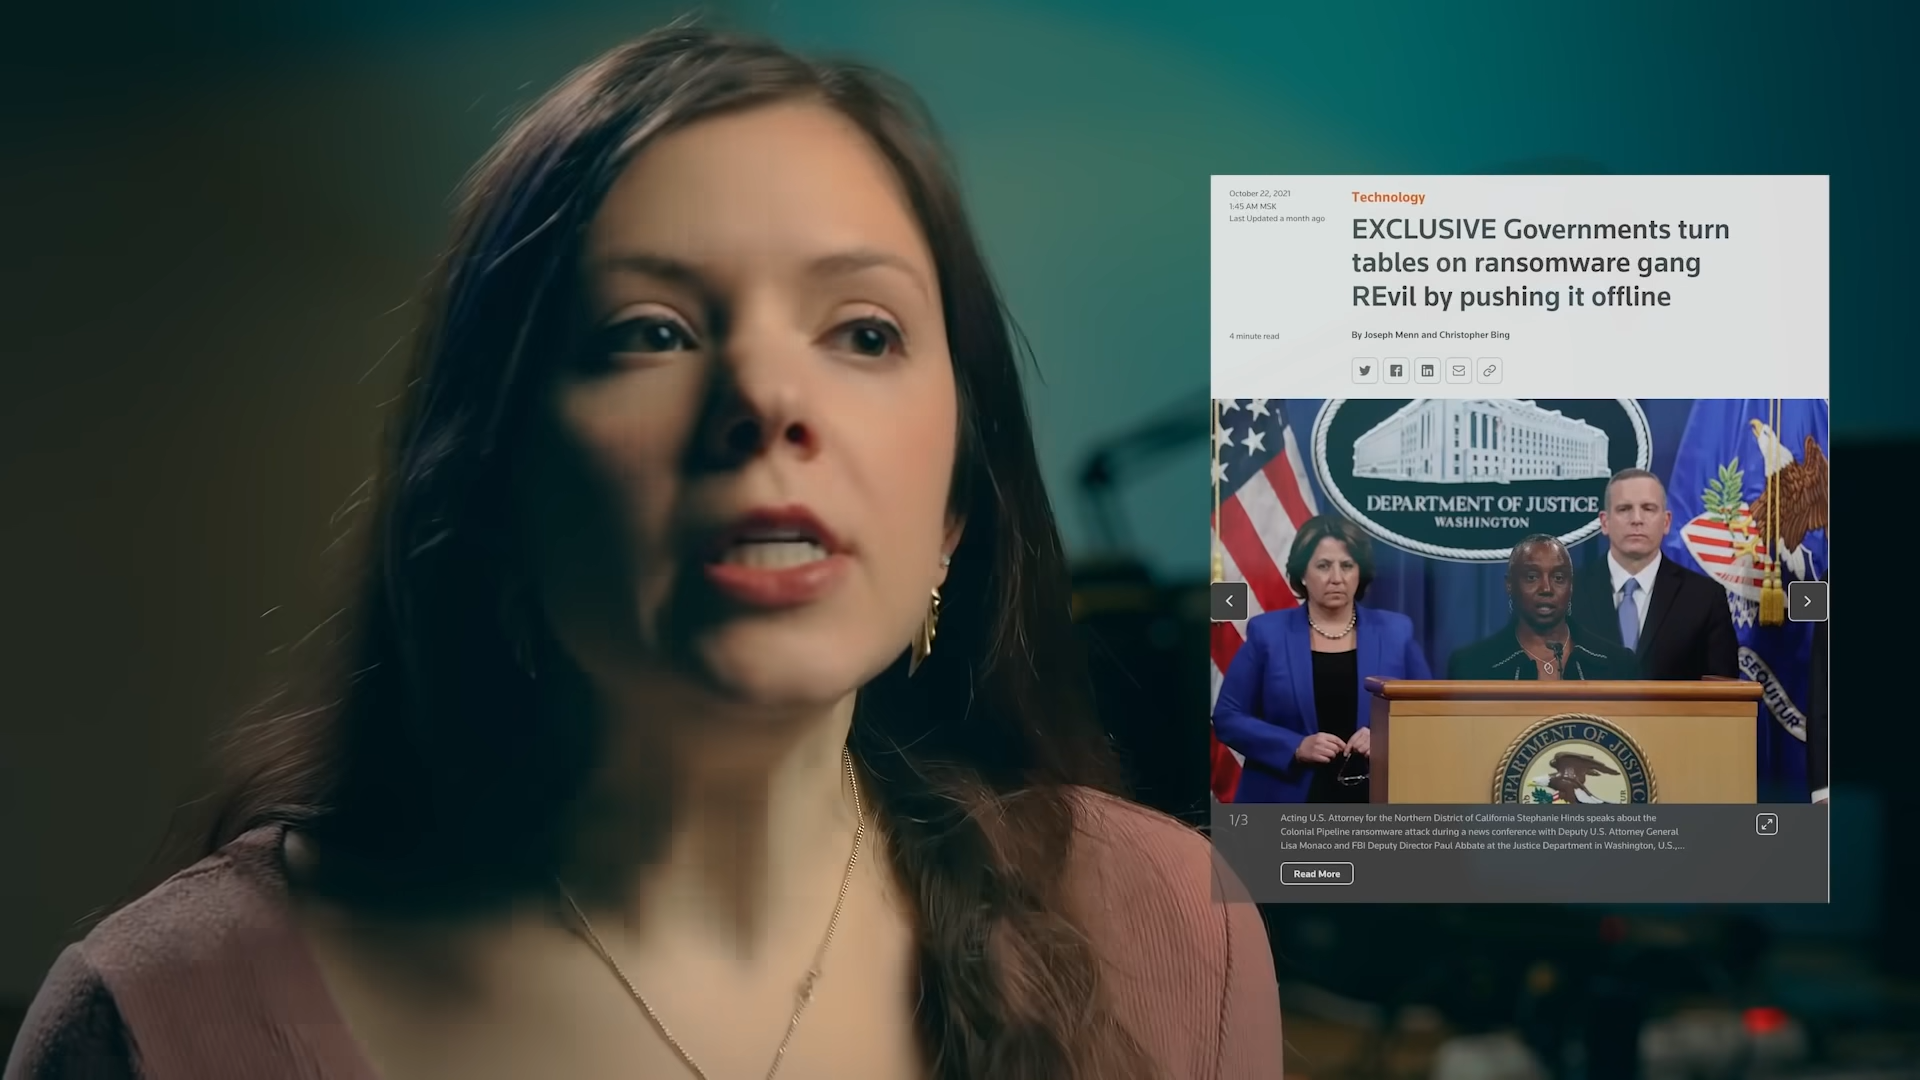 October 22, 2021
1:45 AM MSK
Last Updated a month ago
Technology
EXCLUSIVE Governments turn
tables on ransomware gang
REvil by pushing it offline
4 minute read
By Joseph Menn and Christopher Bing
DEPARTMENT OF JUSTICE
WASHINGTON
SEQUITUR
DEPARTMENT OF JUSTICE
1/3
Acting U.S. Attorney for the Northern District of California Stephanie Hinds speaks about the
Colonial Pipeline ransomware attack during a news conference with Deputy U.S. Attorney General
Lisa Monaco and FBI Deputy Director Paul Abbate at the Justice Department in Washington, U.S.,...
Read More